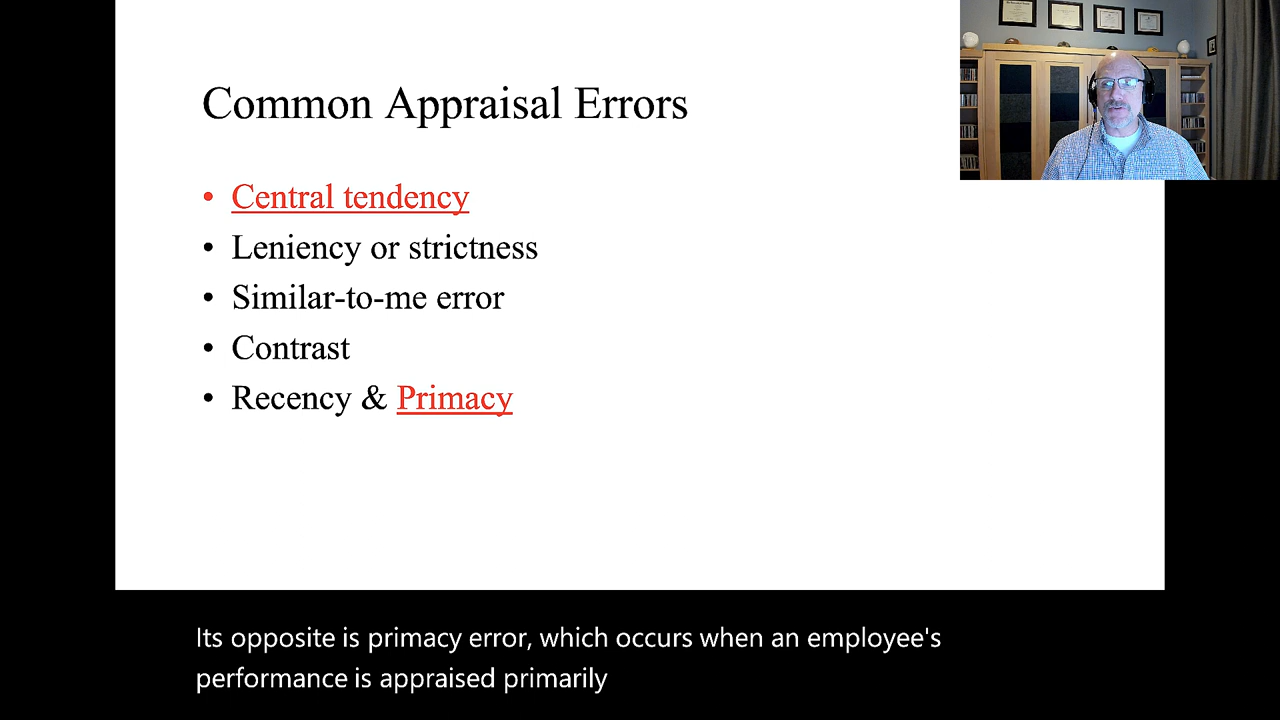 Common Appraisal Errors
• Central tendency
• Leniency or strictness
• Similar-to-me error
• Contrast
• Recency & Primacy
Its opposite is primacy error, which occurs when an employee's
performance is appraised primarily